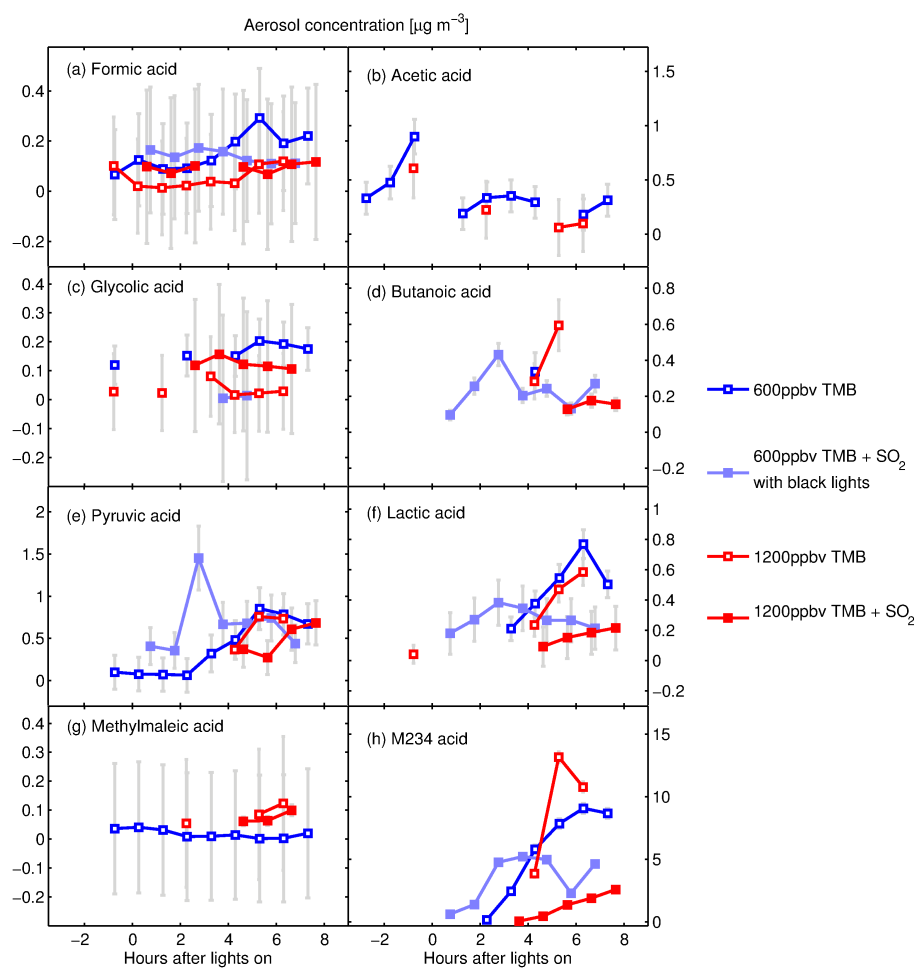 Aerosol concentration [µg m⁻³]
(a) Formic acid
0.4
0.2
0
−0.2
(b) Acetic acid
1.5
1
0.5
0
(c) Glycolic acid
0.4
0.3
0.2
0.1
0
−0.1
−0.2
(d) Butanoic acid
0.8
0.6
0.4
0.2
0
−0.2
(e) Pyruvic acid
2
1.5
1
0.5
0
(f) Lactic acid
1
0.8
0.6
0.4
0.2
0
−0.2
(g) Methylmaleic acid
0.4
0.3
0.2
0.1
0
−0.1
−0.2
(h) M234 acid
15
10
5
0
−2 0 2 4 6 8
Hours after lights on
−2 0 2 4 6 8
Hours after lights on
600ppbv TMB
600ppbv TMB + SO₂
with black lights
1200ppbv TMB
1200ppbv TMB + SO₂